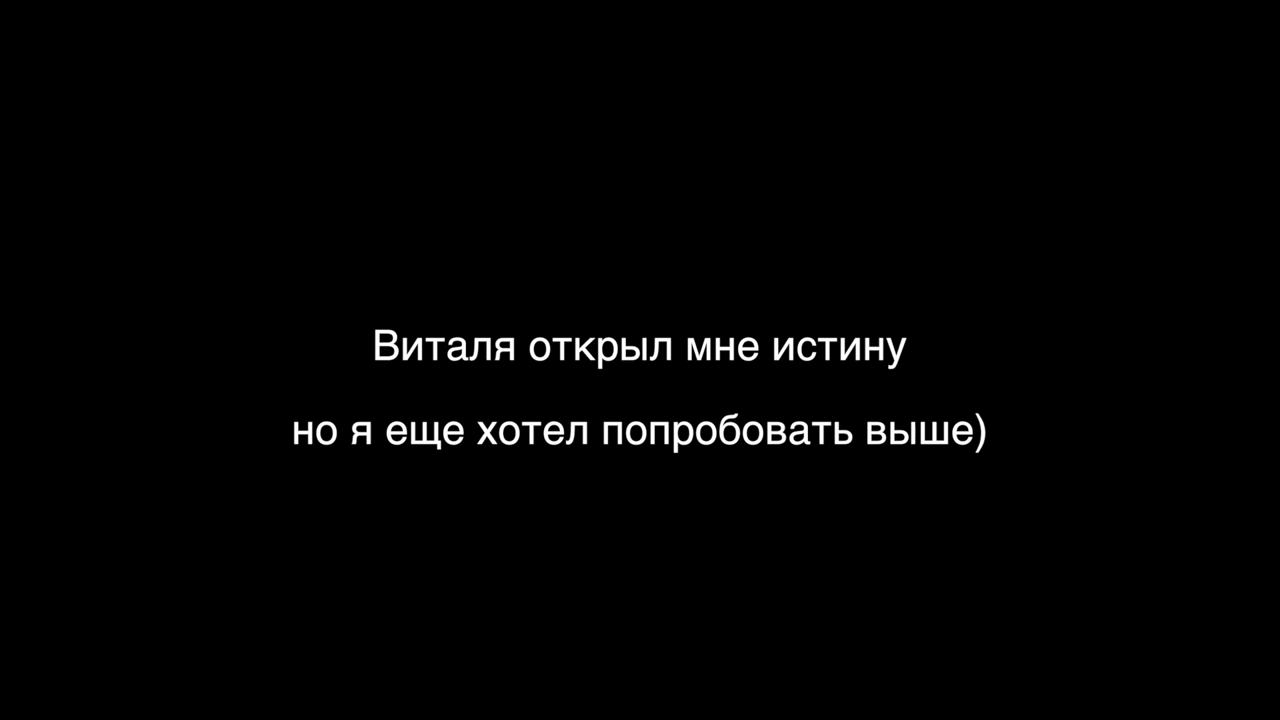 Виталя открыл мне истину
но я еще хотел попробовать выше)